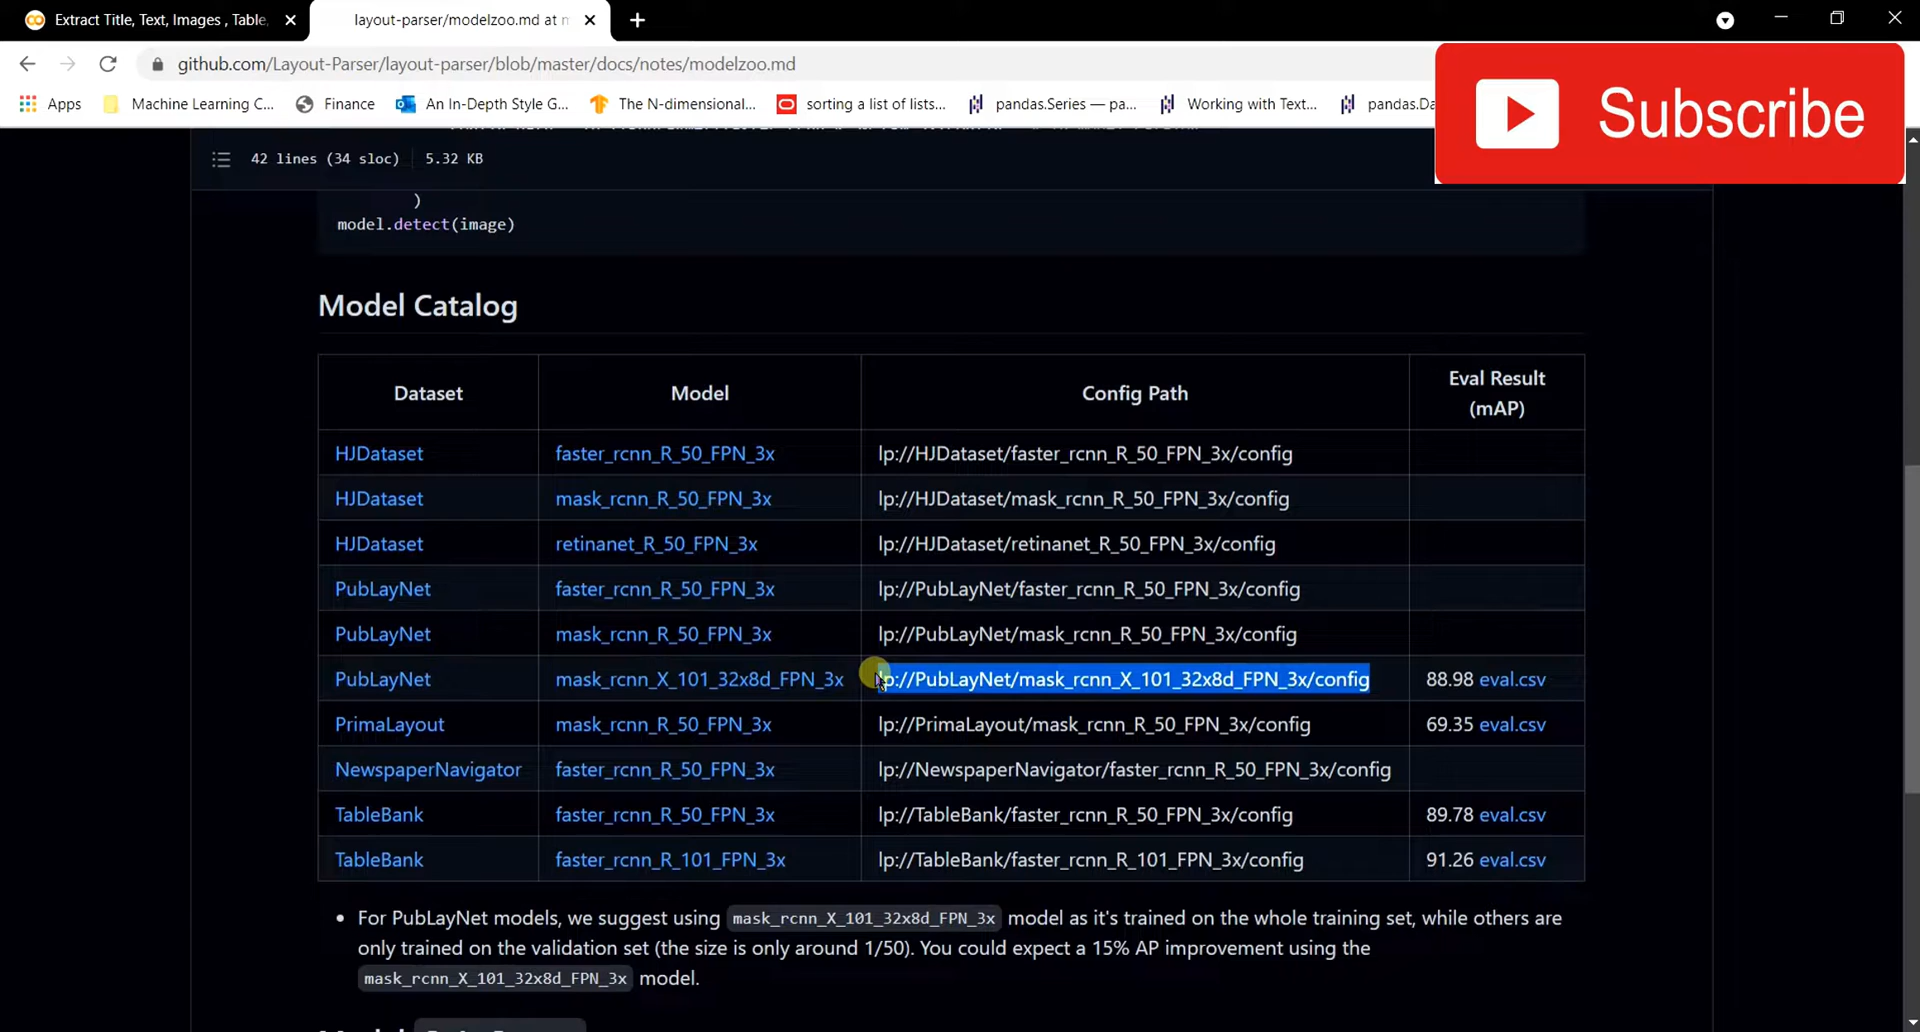 Extract Title, Text, Images , Table,
layout-parser/modelzoo.md at m
github.com/Layout-Parser/layout-parser/blob/master/docs/notes/modelzoo.md
Apps Machine Learning C... Finance An In-Depth Style G... The N-dimensional... sorting a list of lists... pandas.Series — pa... Working with Text... pandas.Da
Subscribe
42 lines (34 sloc) 5.32 KB
)
model.detect(image)
Model Catalog
Dataset Model Config Path Eval Result (mAP)
HJDataset faster_rcnn_R_50_FPN_3x lp://HJDataset/faster_rcnn_R_50_FPN_3x/config
HJDataset mask_rcnn_R_50_FPN_3x lp://HJDataset/mask_rcnn_R_50_FPN_3x/config
HJDataset retinanet_R_50_FPN_3x lp://HJDataset/retinanet_R_50_FPN_3x/config
PubLayNet faster_rcnn_R_50_FPN_3x lp://PubLayNet/faster_rcnn_R_50_FPN_3x/config
PubLayNet mask_rcnn_R_50_FPN_3x lp://PubLayNet/mask_rcnn_R_50_FPN_3x/config
PubLayNet mask_rcnn_X_101_32x8d_FPN_3x lp://PubLayNet/mask_rcnn_X_101_32x8d_FPN_3x/config 88.98 eval.csv
PrimaLayout mask_rcnn_R_50_FPN_3x lp://PrimaLayout/mask_rcnn_R_50_FPN_3x/config 69.35 eval.csv
NewspaperNavigator faster_rcnn_R_50_FPN_3x lp://NewspaperNavigator/faster_rcnn_R_50_FPN_3x/config
TableBank faster_rcnn_R_50_FPN_3x lp://TableBank/faster_rcnn_R_50_FPN_3x/config 89.78 eval.csv
TableBank faster_rcnn_R_101_FPN_3x lp://TableBank/faster_rcnn_R_101_FPN_3x/config 91.26 eval.csv
• For PubLayNet models, we suggest using mask_rcnn_X_101_32x8d_FPN_3x model as it's trained on the whole training set, while others are
only trained on the validation set (the size is only around 1/50). You could expect a 15% AP improvement using the
mask_rcnn_X_101_32x8d_FPN_3x model.